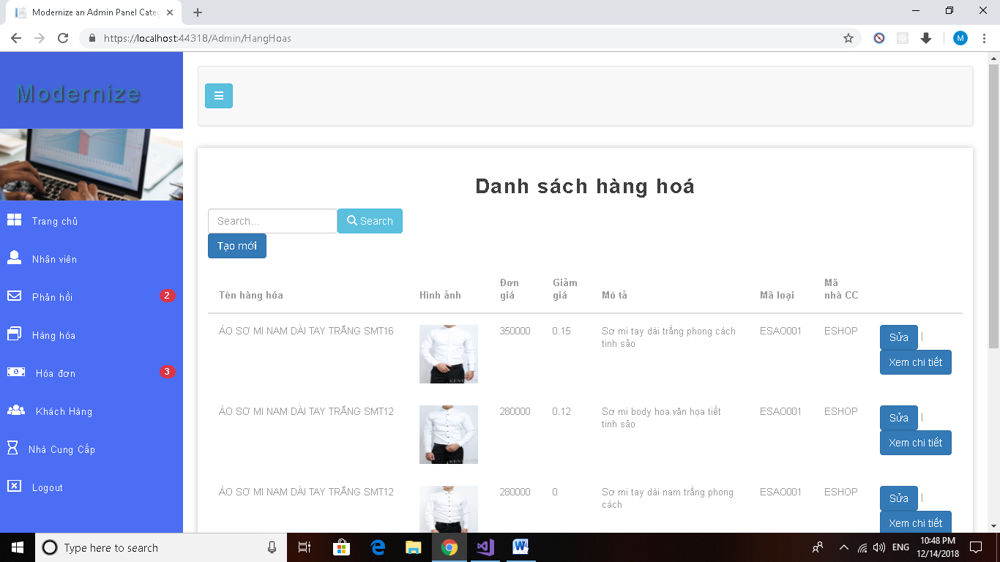 Modernize an Admin Panel Categ
https://localhost:44318/Admin/HangHoas
M
Modernize
Trang chủ
Nhân viên
Phản hồi 2
Hàng hóa
Hóa đơn 3
Khách Hàng
Nhà Cung Cấp
Logout
Danh sách hàng hoá
Search... Search
Tạo mới
Tên hàng hóa Hình ảnh Đơn giá Giảm giá Mô tả Mã loại Mã nhà CC
ÁO SƠ MI NAM DÀI TAY TRẮNG SMT16 350000 0.15 Sơ mi tay dài trắng phong cách ESAO001 ESHOP Sửa |
tinh sảo
Xem chi tiết
ÁO SƠ MI NAM DÀI TAY TRẮNG SMT12 280000 0.12 Sơ mi body hoa văn họa tiết ESAO001 ESHOP Sửa |
tinh sảo
Xem chi tiết
ÁO SƠ MI NAM DÀI TAY TRẮNG SMT12 280000 0 Sơ mi tay dài nam trắng phong ESAO001 ESHOP Sửa |
cách
Xem chi tiết
Type here to search
ENG
10:48 PM
12/14/2018